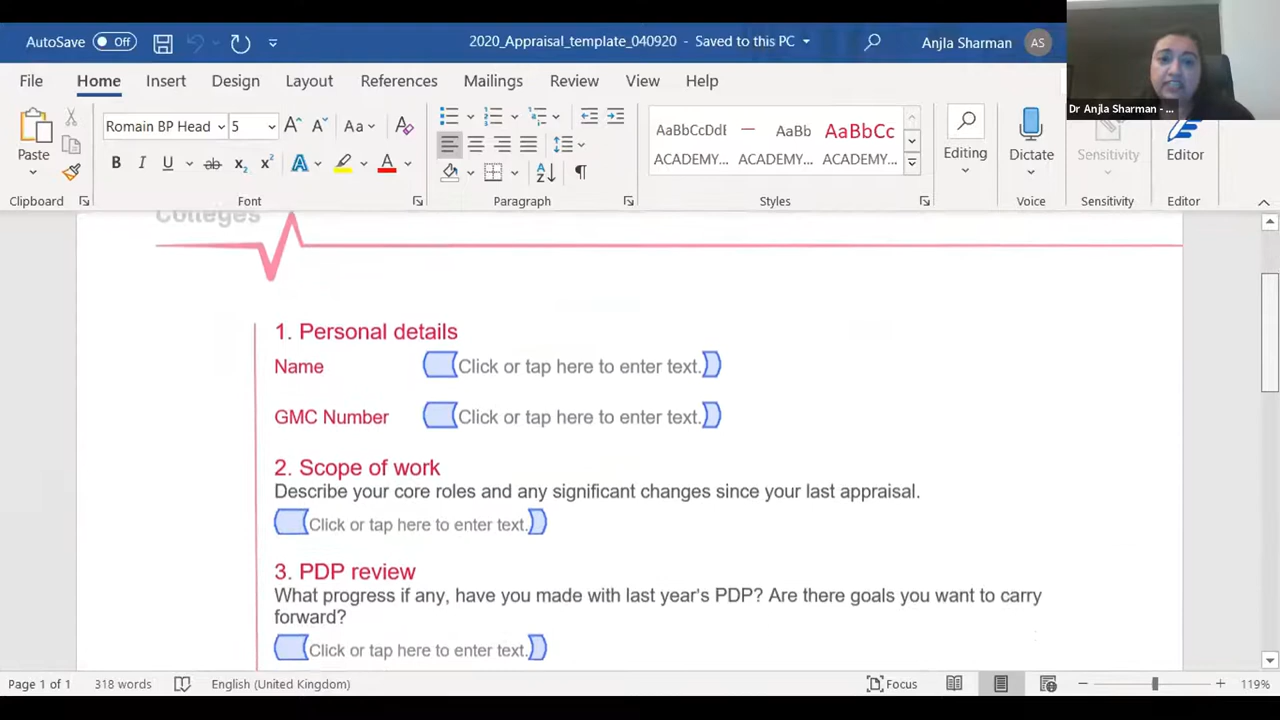 AutoSave Off 2020_Appraisal_template_040920 - Saved to this PC Anjla Sharman AS
Dr Anjla Sharman - ...
File Home Insert Design Layout References Mailings Review View Help
Paste
Romain BP Head 5 A A Aa A
B I U ab x2 x2 A A
AaBbCcDdE AaBb AaBbCc
ACADEMY... ACADEMY... ACADEMY...
Editing Dictate Sensitivity Editor
Clipboard Font Paragraph Styles Voice Sensitivity Editor
Colleges
1. Personal details
Name Click or tap here to enter text.
GMC Number Click or tap here to enter text.
2. Scope of work
Describe your core roles and any significant changes since your last appraisal.
Click or tap here to enter text.
3. PDP review
What progress if any, have you made with last year's PDP? Are there goals you want to carry
forward?
Click or tap here to enter text.
Page 1 of 1 318 words English (United Kingdom) Focus 119%